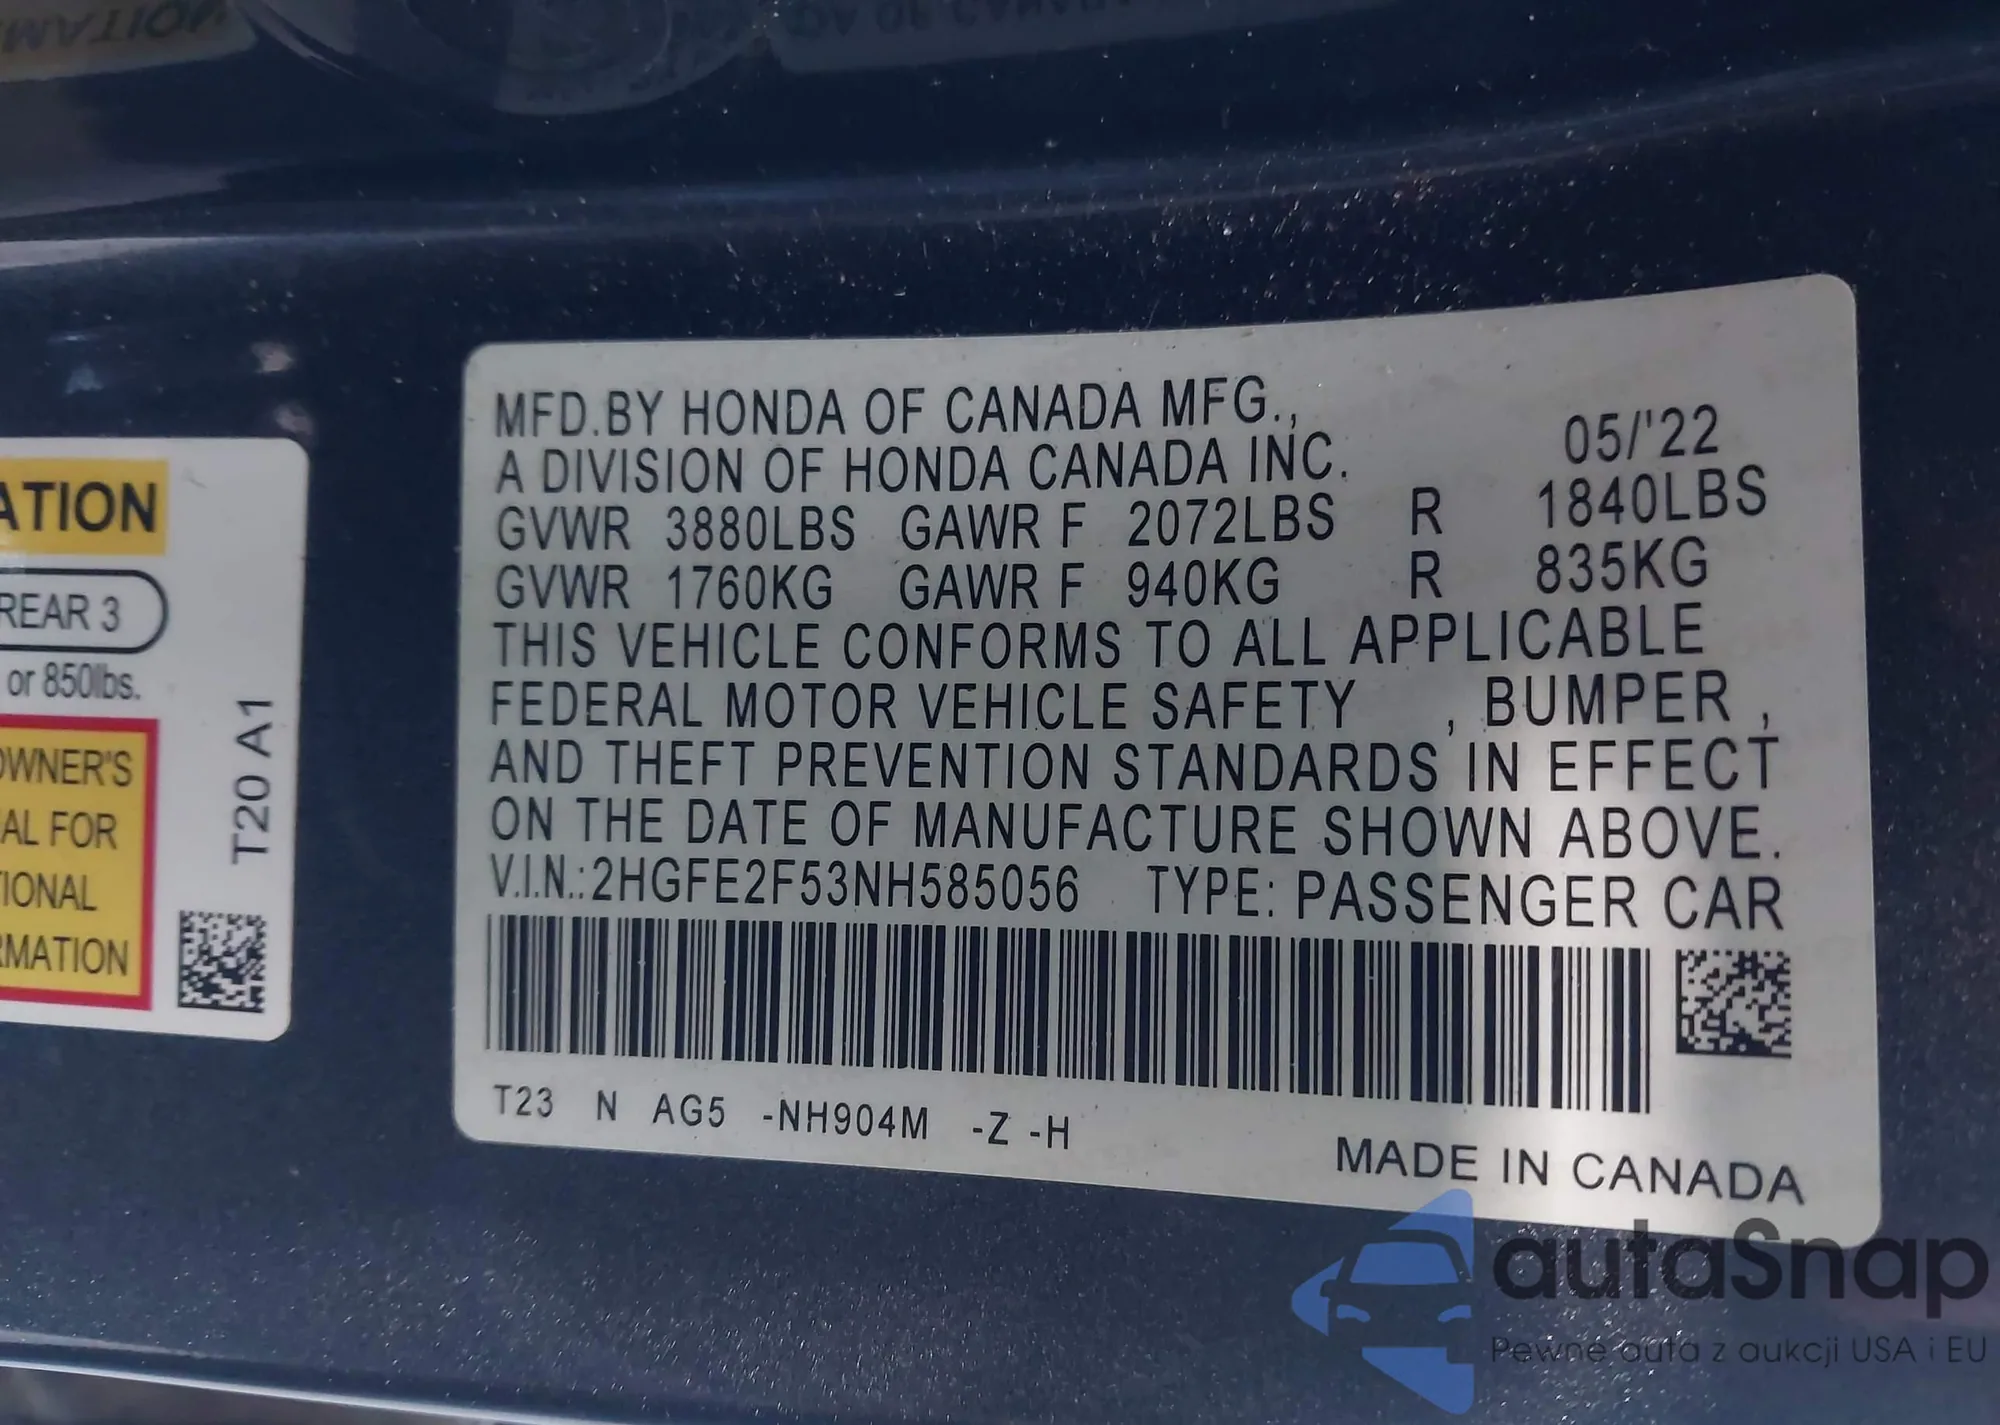 ATION
REAR 3
or 850lbs.
OWNER'S
AL FOR
TIONAL
RMATION
T20 A1
MFD.BY HONDA OF CANADA MFG.,
A DIVISION OF HONDA CANADA INC. 05/'22
GVWR 3880LBS GAWR F 2072LBS R 1840LBS
GVWR 1760KG GAWR F 940KG R 835KG
THIS VEHICLE CONFORMS TO ALL APPLICABLE
FEDERAL MOTOR VEHICLE SAFETY , BUMPER ,
AND THEFT PREVENTION STANDARDS IN EFFECT
ON THE DATE OF MANUFACTURE SHOWN ABOVE.
V.I.N.:2HGFE2F53NH585056 TYPE: PASSENGER CAR
T23 N AG5 -NH904M -Z -H
MADE IN CANADA
autaSnap
Pewne auta z aukcji USA i EU